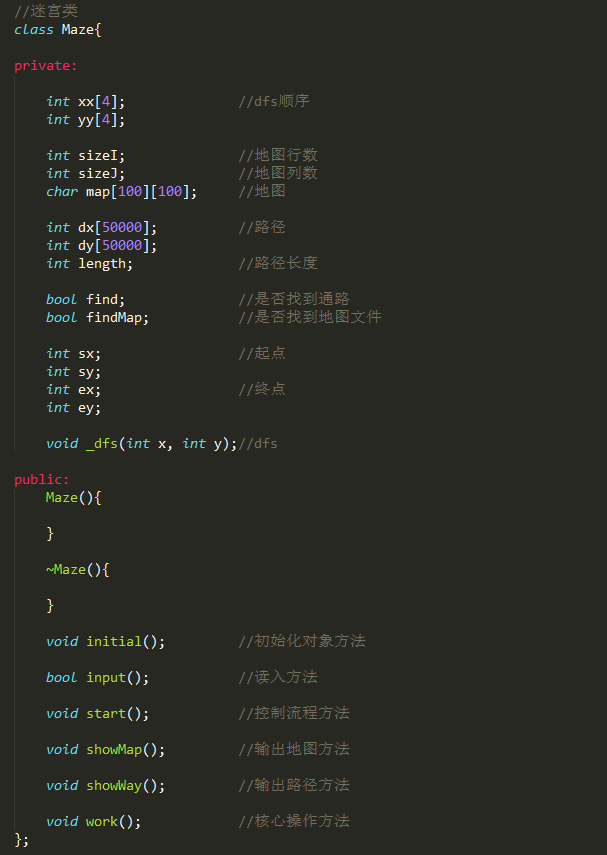 //迷宫类
class Maze{
private:
int xx[4]; //dfs顺序
int yy[4];
int sizeI; //地图行数
int sizeJ; //地图列数
char map[100][100]; //地图
int dx[50000]; //路径
int dy[50000];
int length; //路径长度
bool find; //是否找到通路
bool findMap; //是否找到地图文件
int sx; //起点
int sy;
int ex; //终点
int ey;
void _dfs(int x, int y);//dfs
public:
Maze(){
}
~Maze(){
}
void initial(); //初始化对象方法
bool input(); //读入方法
void start(); //控制流程方法
void showMap(); //输出地图方法
void showWay(); //输出路径方法
void work(); //核心操作方法
};